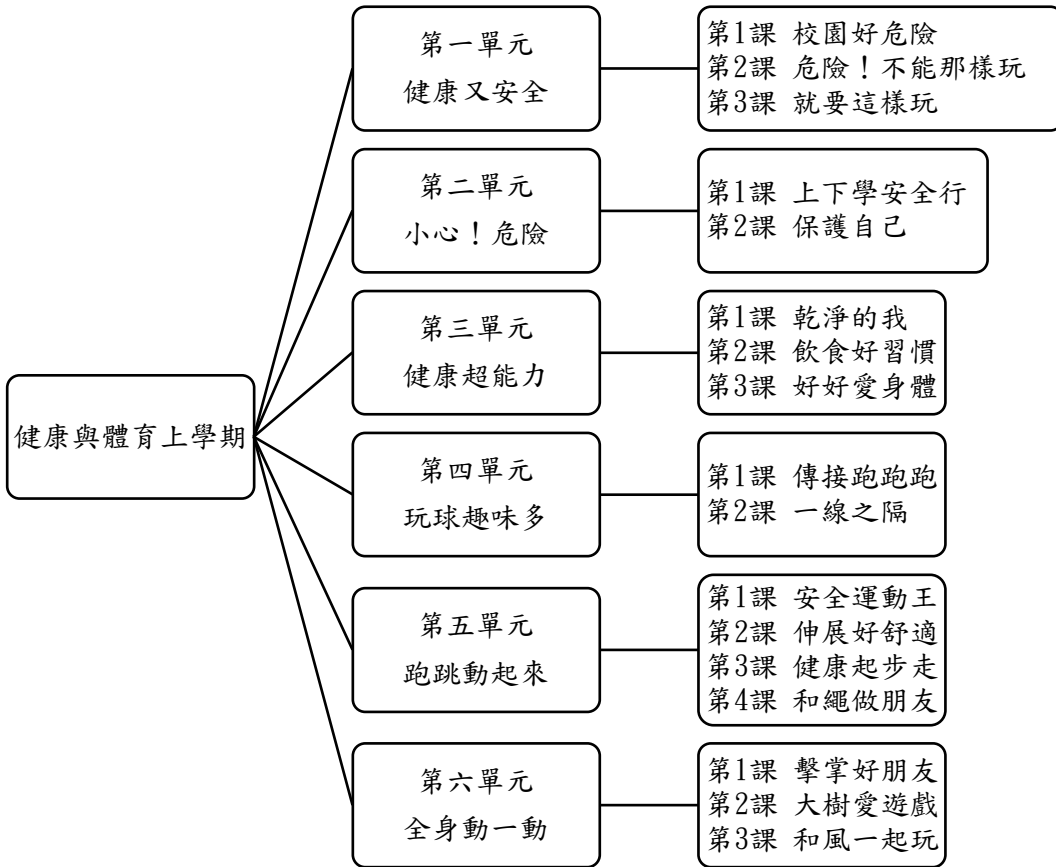 健康與體育上學期
第一單元
健康又安全
第1課 校園好危險
第2課 危險！不能那樣玩
第3課 就要這樣玩
第二單元
小心！危險
第1課 上下學安全行
第2課 保護自己
第三單元
健康超能力
第1課 乾淨的我
第2課 飲食好習慣
第3課 好好愛身體
第四單元
玩球趣味多
第1課 傳接跑跑跑
第2課 一線之隔
第五單元
跑跳動起來
第1課 安全運動王
第2課 伸展好舒適
第3課 健康起步走
第4課 和繩做朋友
第六單元
全身動一動
第1課 擊掌好朋友
第2課 大樹愛遊戲
第3課 和風一起玩